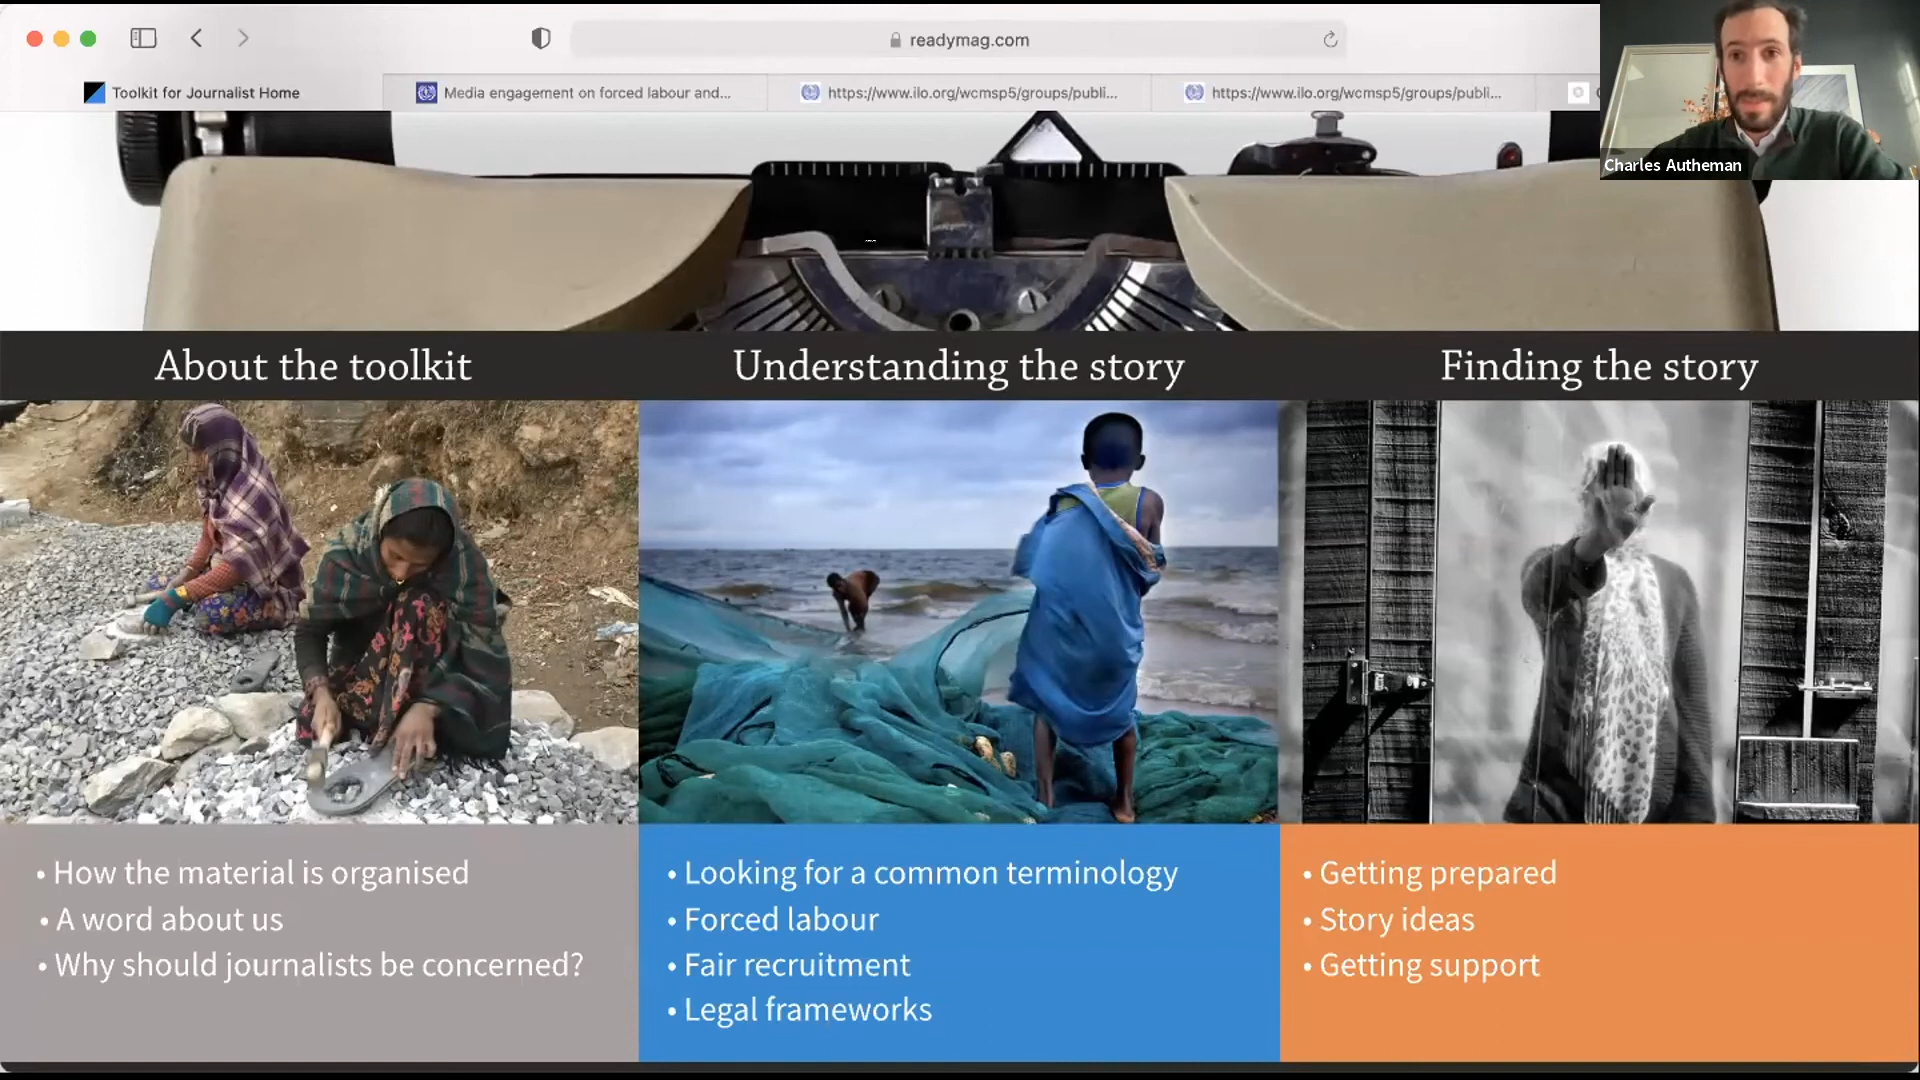 readymag.com
Toolkit for Journalist Home
Media engagement on forced labour and...
https://www.ilo.org/wcmsp5/groups/publi...
https://www.ilo.org/wcmsp5/groups/publi...
Charles Autheman
About the toolkit
Understanding the story
Finding the story
• How the material is organised
• A word about us
• Why should journalists be concerned?
• Looking for a common terminology
• Forced labour
• Fair recruitment
• Legal frameworks
• Getting prepared
• Story ideas
• Getting support